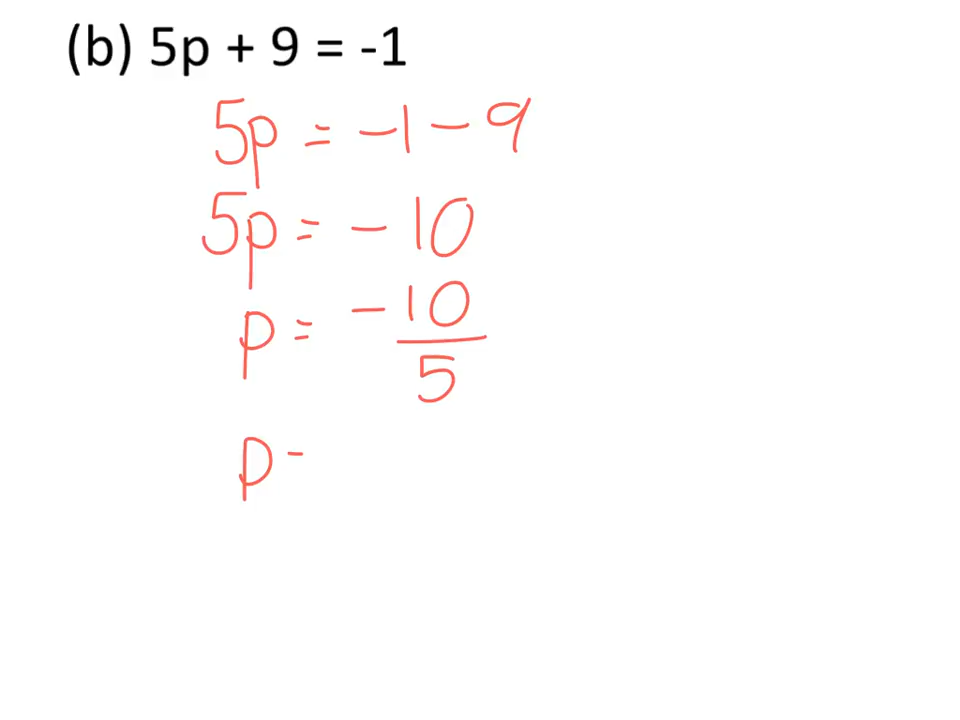 (b) 5p + 9 = -1
5p = -1 - 9
5p = -10
p = -10/5
p -